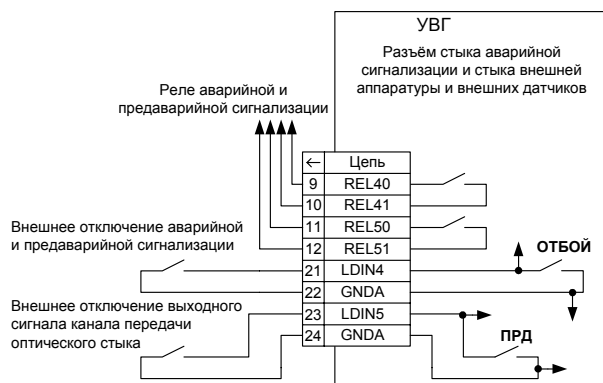 УВГ
Разъём стыка аварийной
сигнализации и стыка внешней
аппаратуры и внешних датчиков
Реле аварийной и
предаварийной сигнализации
← Цепь
9 REL40
10 REL41
11 REL50
12 REL51
21 LDIN4
22 GNDA
23 LDIN5
24 GNDA
Внешнее отключение аварийной
и предаварийной сигнализации
Внешнее отключение выходного
сигнала канала передачи
оптического стыка
ОТБОЙ
ПРД